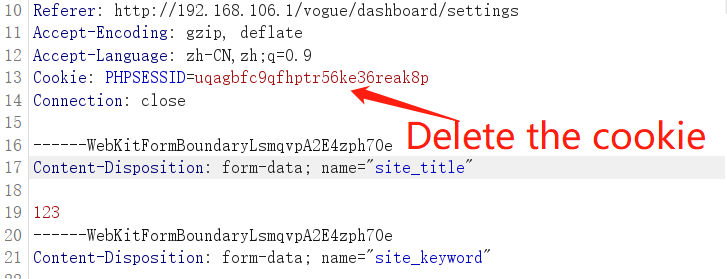 10 Referer: http://192.168.106.1/vogue/dashboard/settings
11 Accept-Encoding: gzip, deflate
12 Accept-Language: zh-CN,zh;q=0.9
13 Cookie: PHPSESSID=uqagbfc9qfhptr56ke36reak8p
14 Connection: close
15
Delete the cookie
16 ------WebKitFormBoundaryLsmqvpA2E4zph70e
17 Content-Disposition: form-data; name="site_title"
18
19 123
20 ------WebKitFormBoundaryLsmqvpA2E4zph70e
21 Content-Disposition: form-data; name="site_keyword"